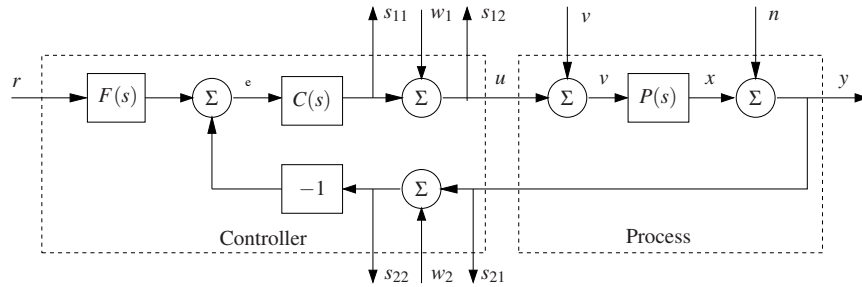 s₁₁ w₁ s₁₂ v n
r F(s) Σ e C(s) Σ u Σ v P(s) x Σ y
−1 Σ
Controller Process
s₂₂ w₂ s₂₁